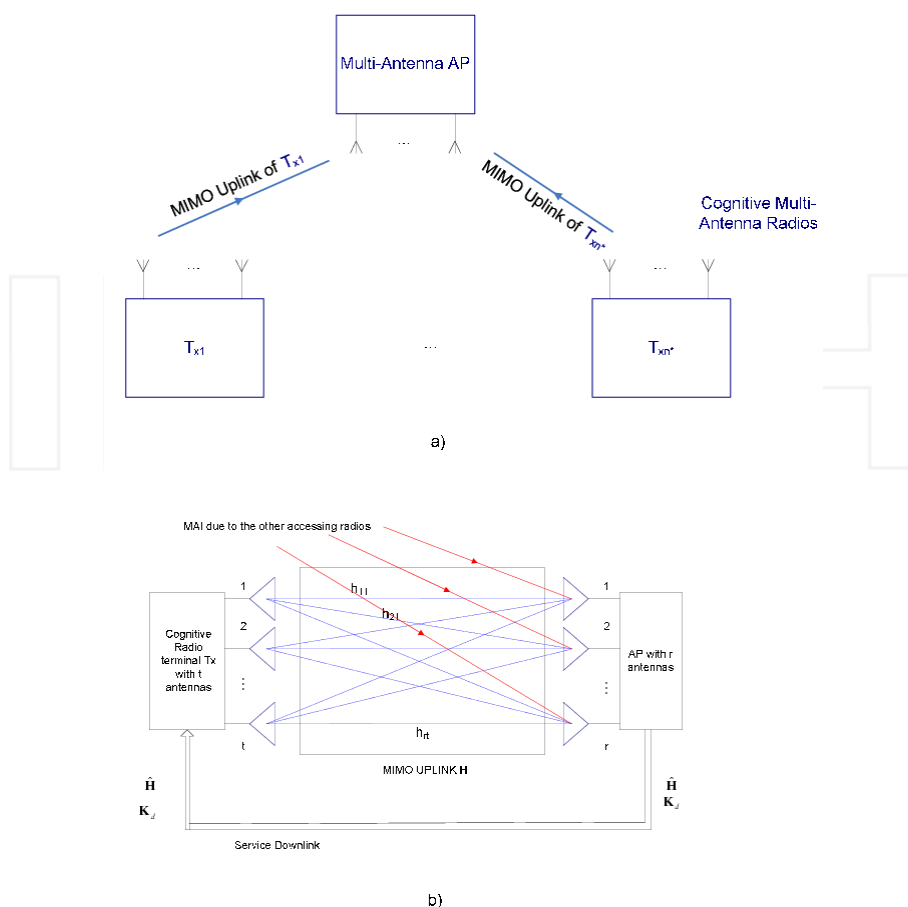 Multi-Antenna AP
...
MIMO Uplink of Tx1
MIMO Uplink of Txn*
Cognitive Multi-
Antenna Radios
...
...
Tx1
...
Txn*
a)
MAI due to the other accessing radios
1
h11
1
2
h21
2
Cognitive
Radio
terminal Tx
with t
antennas
AP with r
antennas
⋮
⋮
hrt
t
r
MIMO UPLINK H
Ĥ
Kd
Ĥ
Kd
Service Downlink
b)